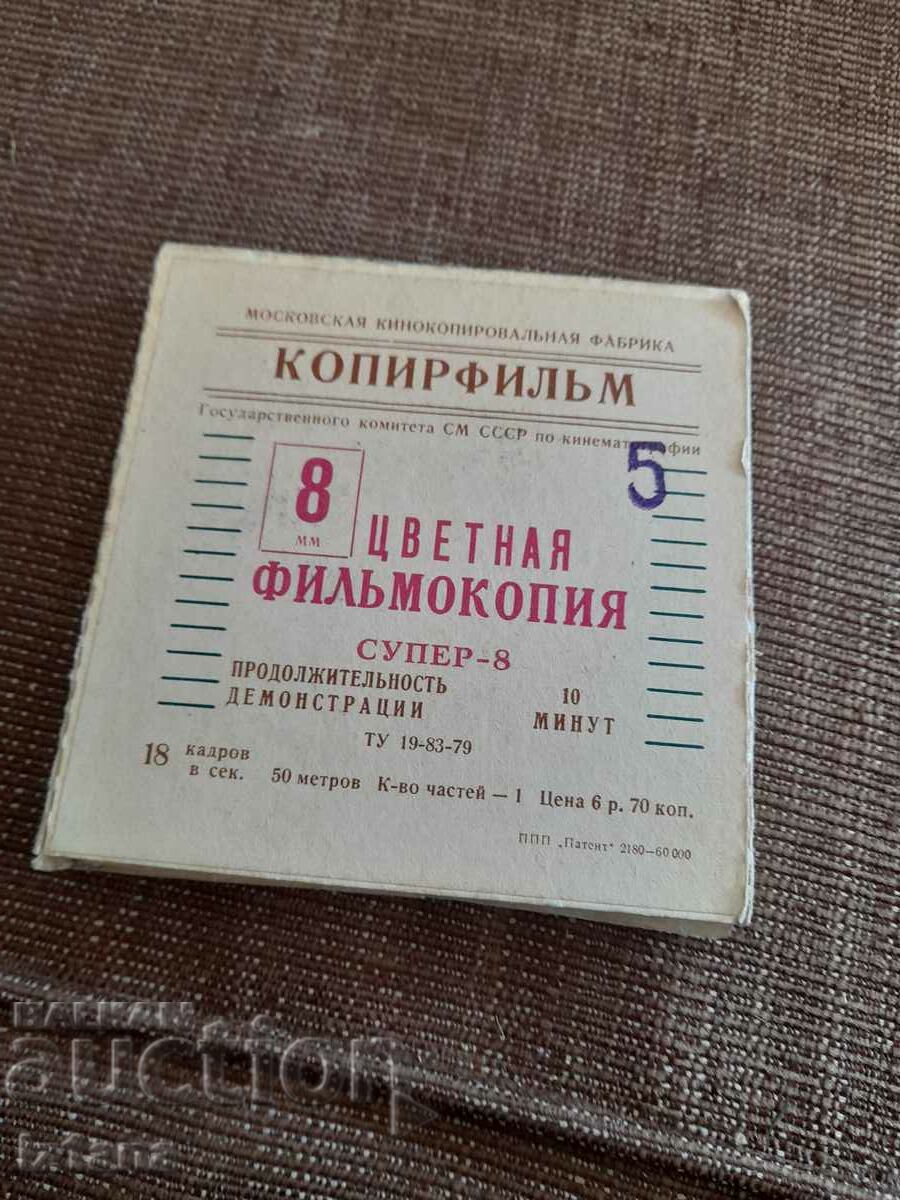 МОСКОВСКАЯ КИНОКОПИРОВАЛЬНАЯ ФАБРИКА
КОПИРФИЛЬМ
Государственного комитета СМ СССР по кинематографии
5
8
мм
ЦВЕТНАЯ
ФИЛЬМОКОПИЯ
СУПЕР-8
ПРОДОЛЖИТЕЛЬНОСТЬ 10
ДЕМОНСТРАЦИИ МИНУТ
ТУ 19-83-79
18 кадров в сек. 50 метров К-во частей — 1 Цена 6 р. 70 коп.
ППП „Патент" 2180—60 000
БАЛКАН
auction
Iztana